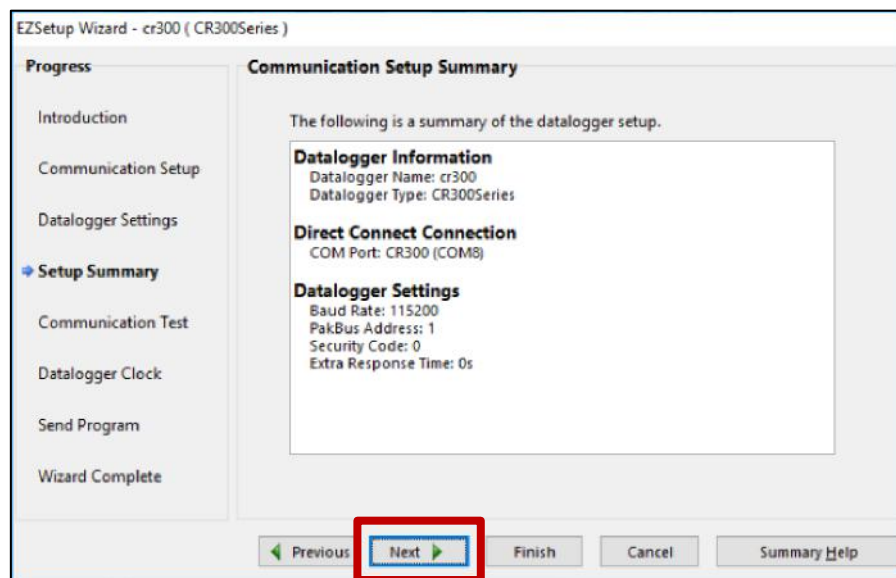 EZSetup Wizard - cr300 ( CR300Series )
Progress
Introduction
Communication Setup
Datalogger Settings
Setup Summary
Communication Test
Datalogger Clock
Send Program
Wizard Complete
Communication Setup Summary
The following is a summary of the datalogger setup.
Datalogger Information
Datalogger Name: cr300
Datalogger Type: CR300Series
Direct Connect Connection
COM Port: CR300 (COM8)
Datalogger Settings
Baud Rate: 115200
PakBus Address: 1
Security Code: 0
Extra Response Time: 0s
Previous Next Finish Cancel Summary Help